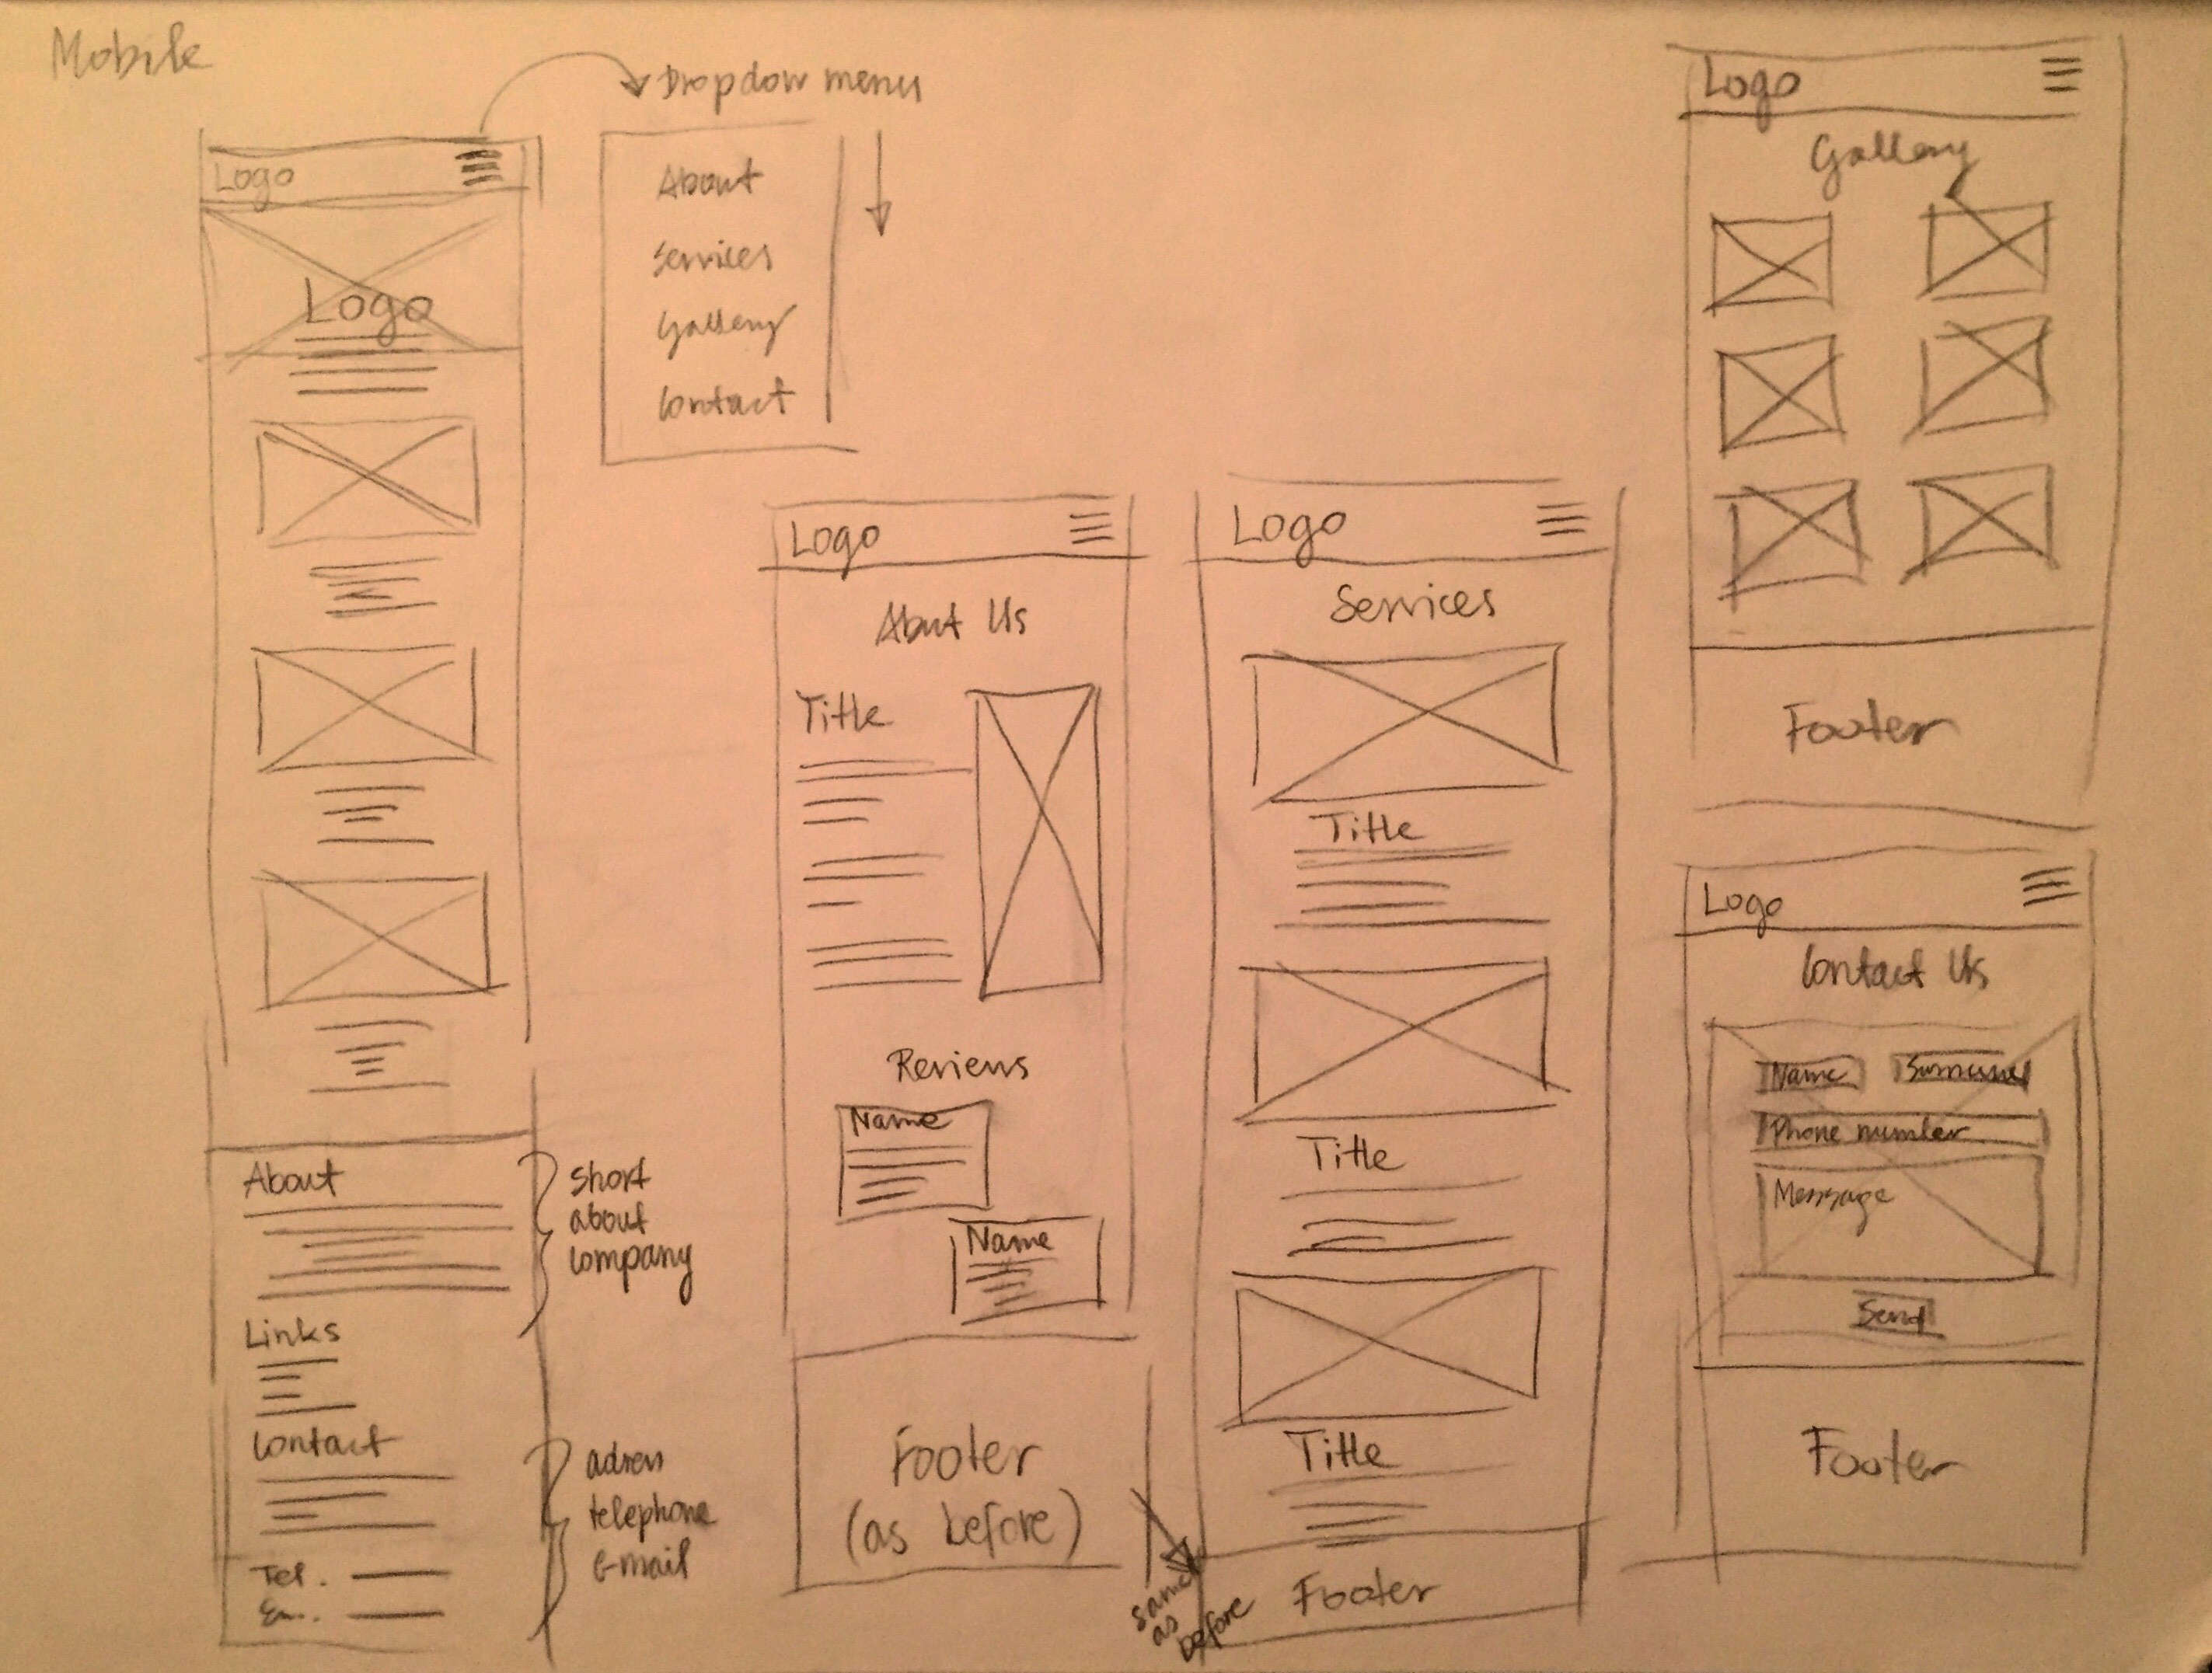 Mobile
Logo
Logo
Dropdow menu
About
Services
Gallery
Contact
About
short
about
company
Links
Contact
adress
telephone
e-mail
Tel.
Em.
Logo
About Us
Title
Reviews
Name
Name
Footer
(as before)
same
as
before
Logo
Services
Title
Title
Title
Footer
Logo
Gallery
Footer
Logo
Contact Us
Name Surname
Phone number
Message
Send
Footer